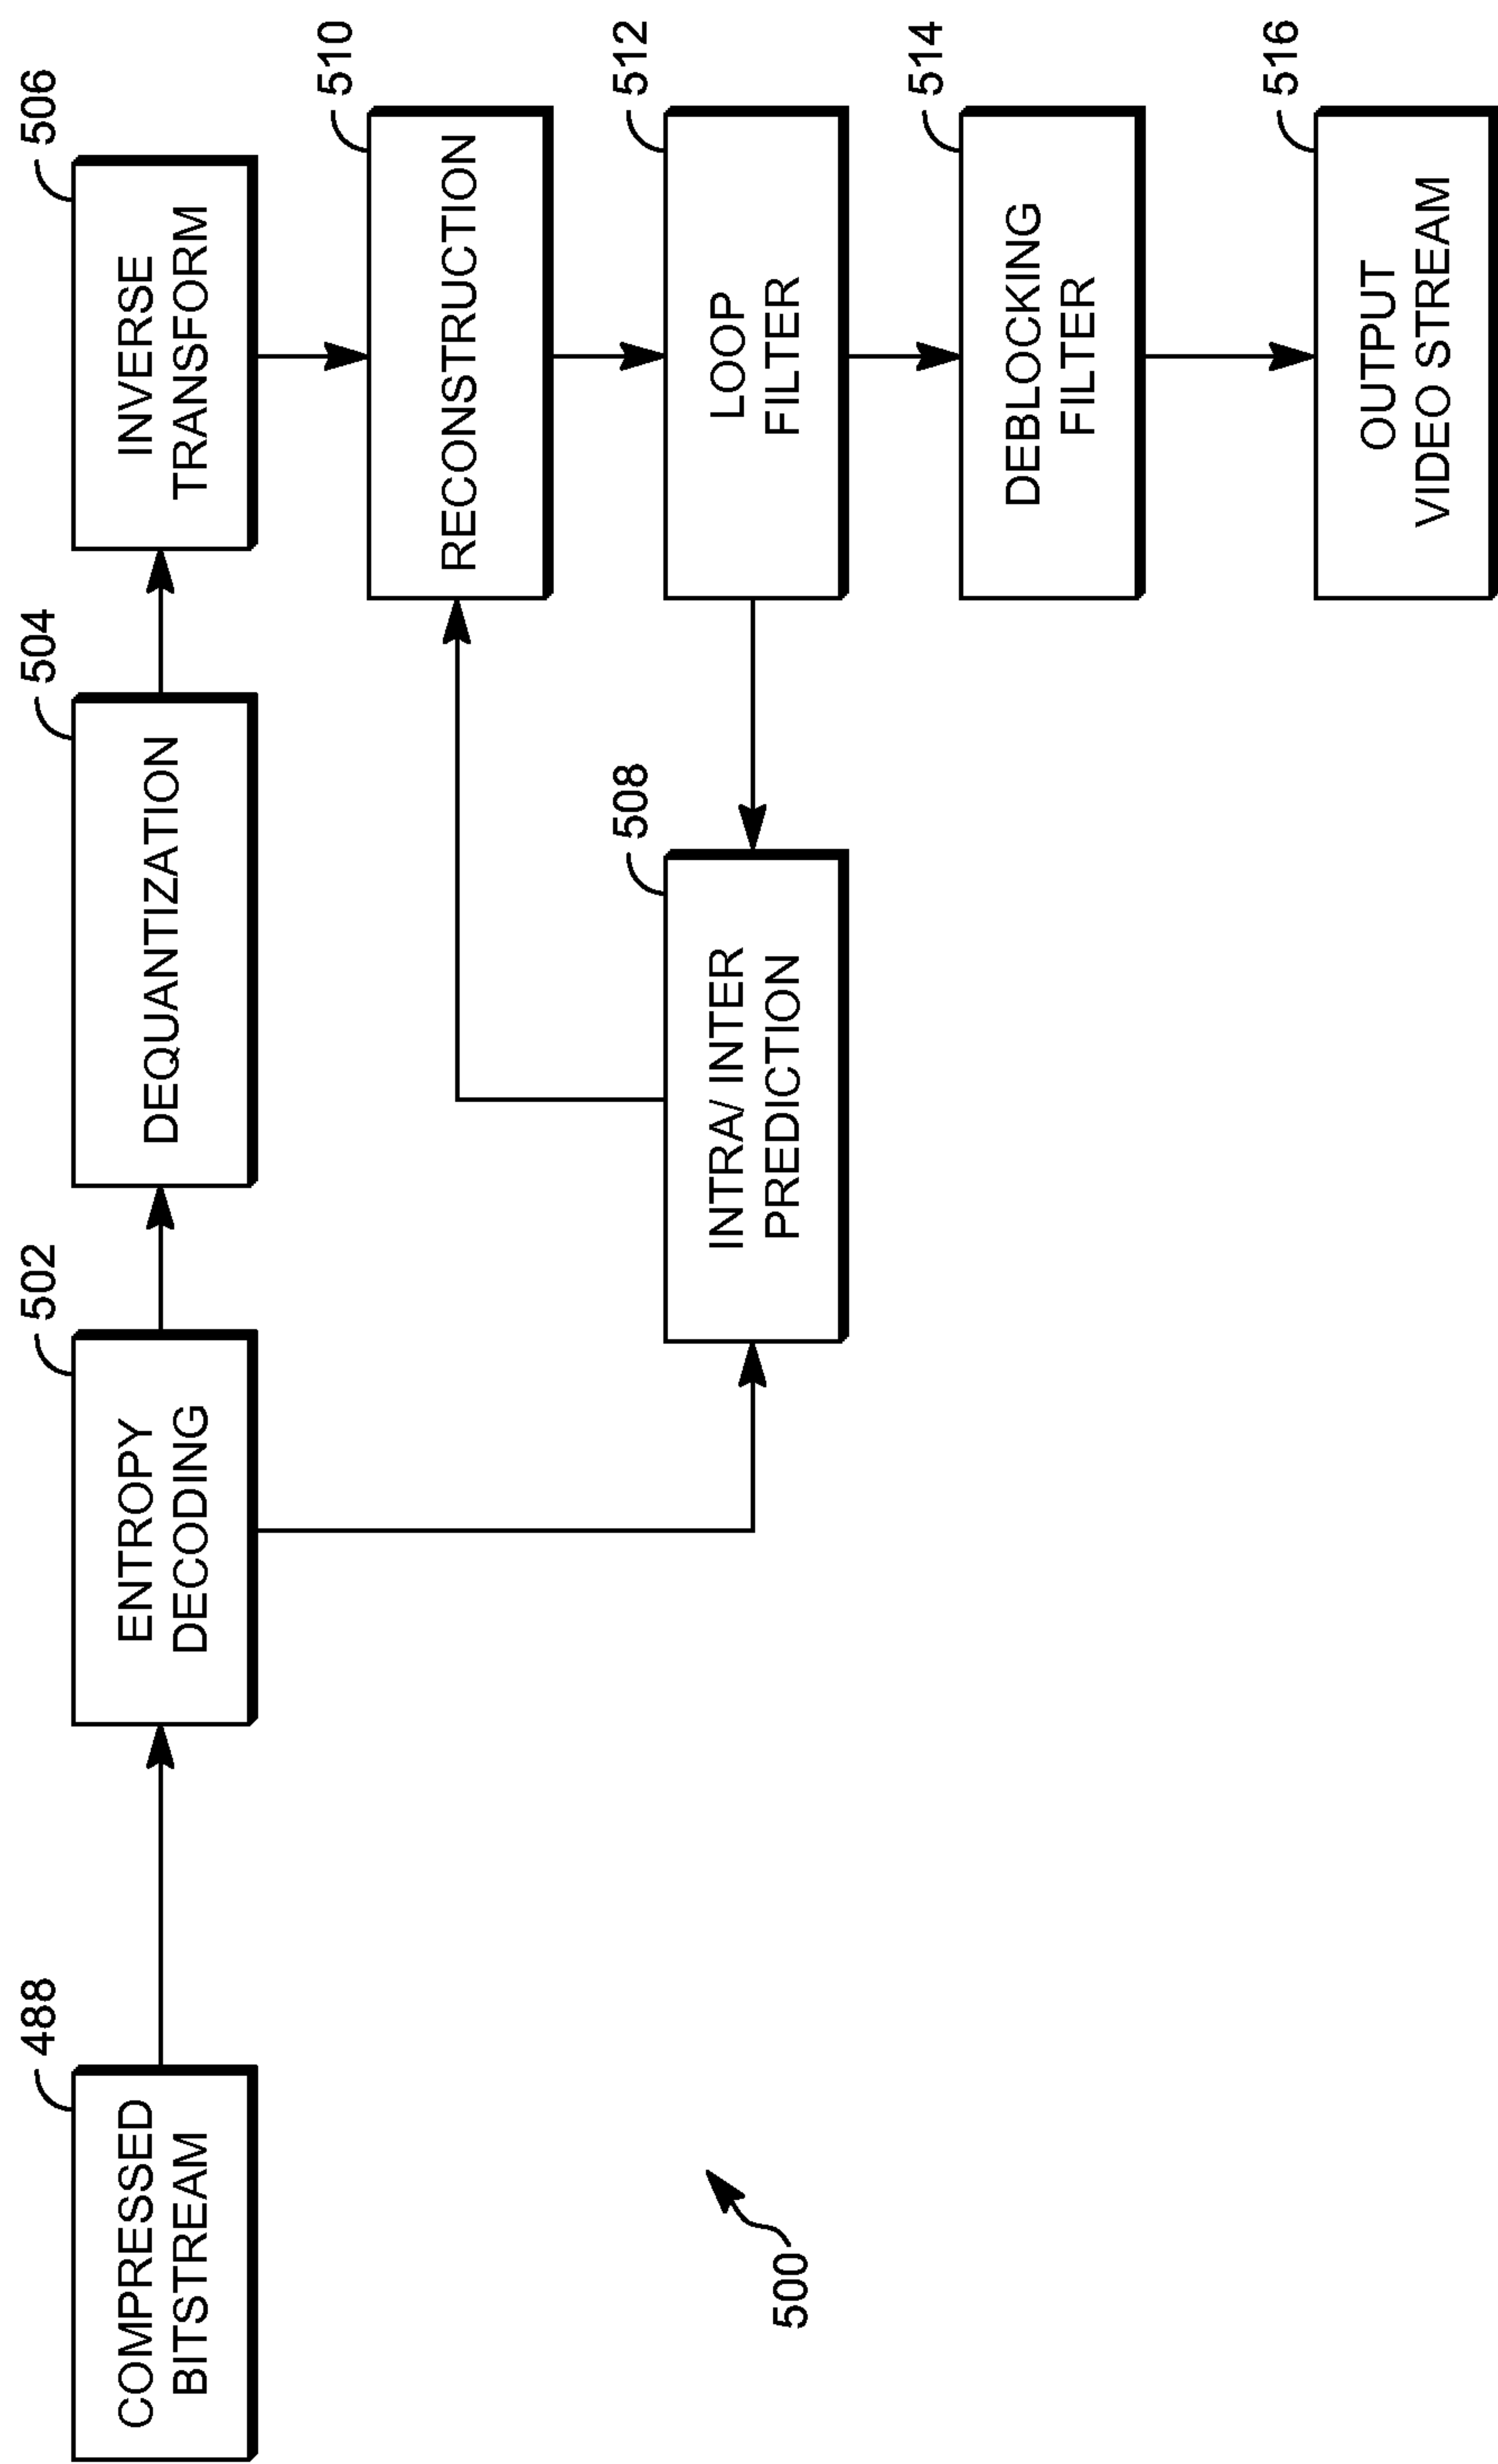 488
COMPRESSED
BITSTREAM
502
ENTROPY
DECODING
504
DEQUANTIZATION
506
INVERSE
TRANSFORM
510
RECONSTRUCTION
508
INTRA/ INTER
PREDICTION
512
LOOP
FILTER
514
DEBLOCKING
FILTER
516
OUTPUT
VIDEO STREAM
500